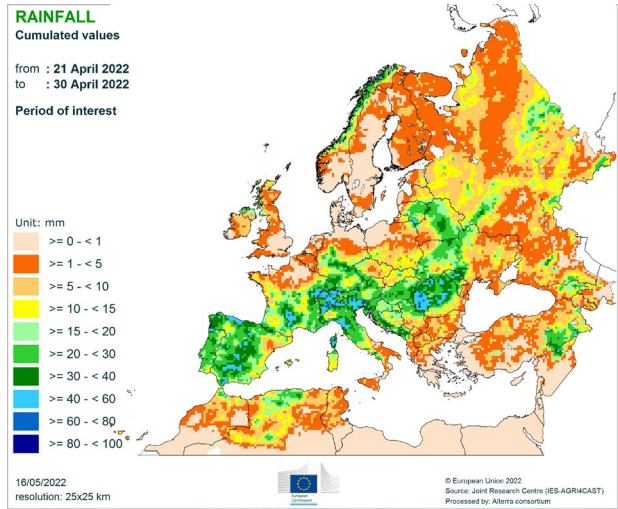 RAINFALL
Cumulated values
from : 21 April 2022
to : 30 April 2022
Period of interest
Unit: mm
>= 0 - < 1
>= 1 - < 5
>= 5 - < 10
>= 10 - < 15
>= 15 - < 20
>= 20 - < 30
>= 30 - < 40
>= 40 - < 60
>= 60 - < 80
>= 80 - < 100
16/05/2022
resolution: 25x25 km
European
Commission
© European Union 2022
Source: Joint Research Centre (IES-AGRI4CAST)
Processed by: Alterra consortium